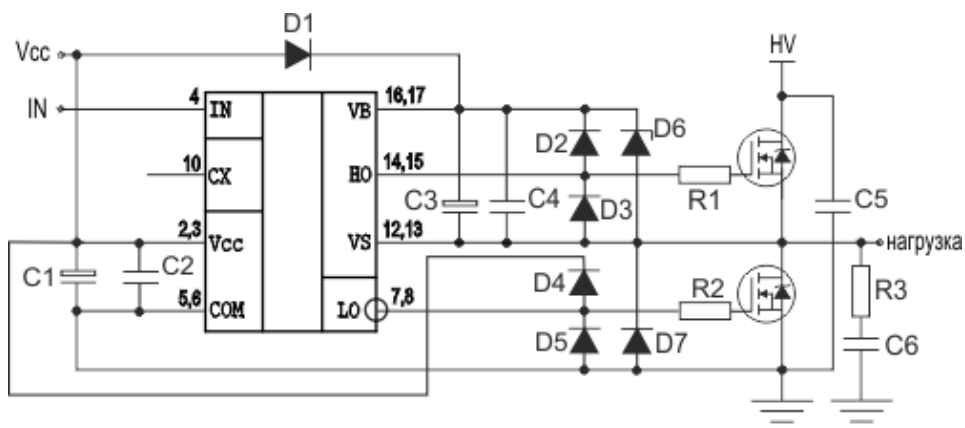 D1
Vcc
HV
4
IN
IN
VB
16,17
D2
D6
10
CX
HO
14,15
R1
C3
C4
D3
C5
2,3
Vcc
VS
12,13
нагрузка
C1
C2
D4
R2
R3
5,6
COM
LO
7,8
D5
D7
C6